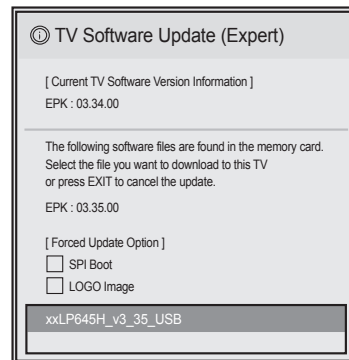 ⓘ TV Software Update (Expert)
[ Current TV Software Version Information ]
EPK : 03.34.00
The following software files are found in the memory card.
Select the file you want to download to this TV
or press EXIT to cancel the update.
EPK : 03.35.00
[ Forced Update Option ]
SPI Boot
LOGO Image
xxLP645H_v3_35_USB